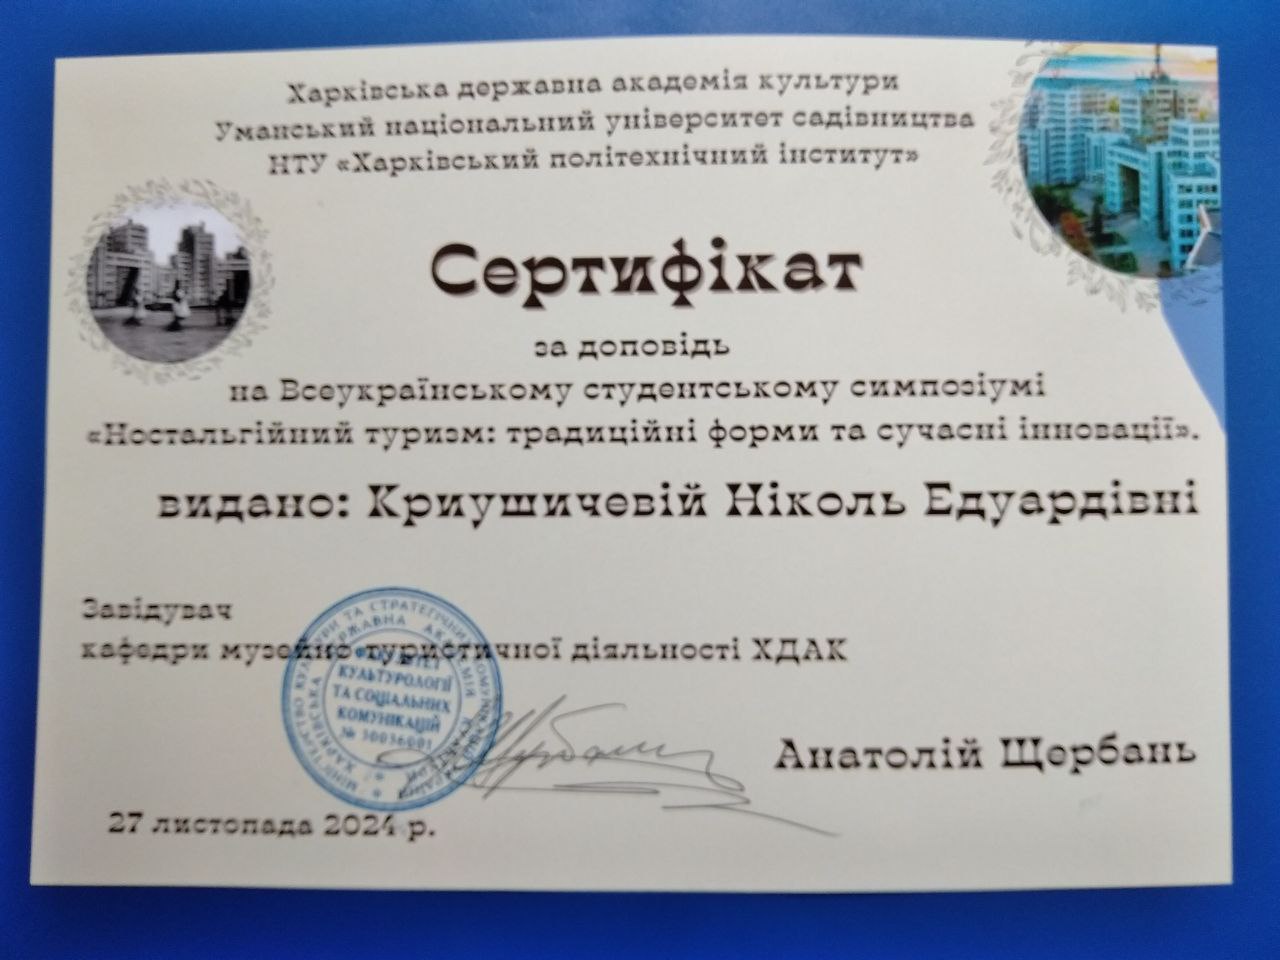 Харківська державна академія культури
Уманський національний університет садівництва
НТУ «Харківський політехнічний інститут»
Сертифікат
за доповідь
на Всеукраїнському студентському симпозіумі
«Ностальгійний туризм: традиційні форми та сучасні інновації».
видано: Криушичевій Ніколь Едуардівні
Завідувач
кафедри музейно-туристичної діяльності ХДАК
ФАКУЛЬТЕТ
КУЛЬТУРОЛОГІЇ
ТА СОЦІАЛЬНИХ
КОМУНІКАЦІЙ
Анатолій Щербань
27 листопада 2024 р.